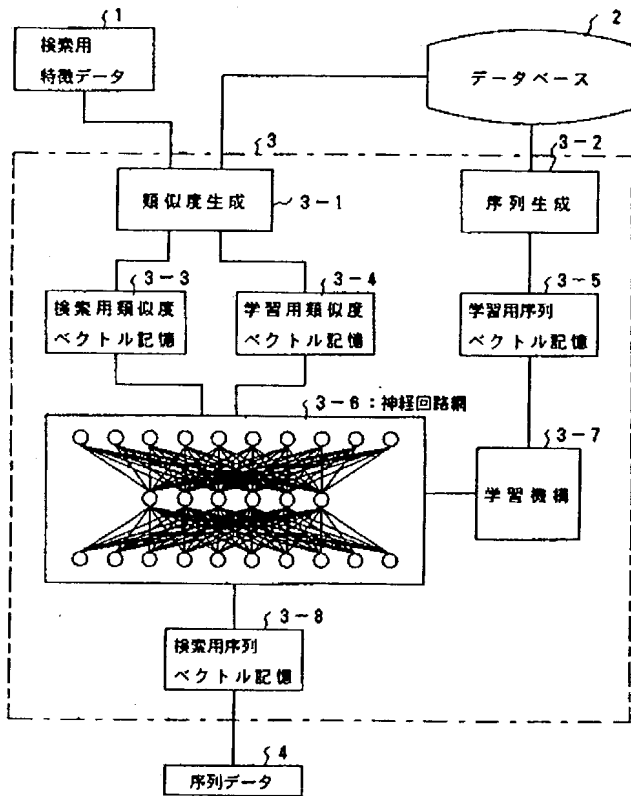 1
検索用
特徴データ
2
データベース
3
3-2
類似度生成
3-1
序列生成
3-3
検索用類似度
ベクトル記憶
3-4
学習用類似度
ベクトル記憶
3-5
学習用序列
ベクトル記憶
3-6：神経回路網
3-7
学習機構
3-8
検索用序列
ベクトル記憶
4
序列データ